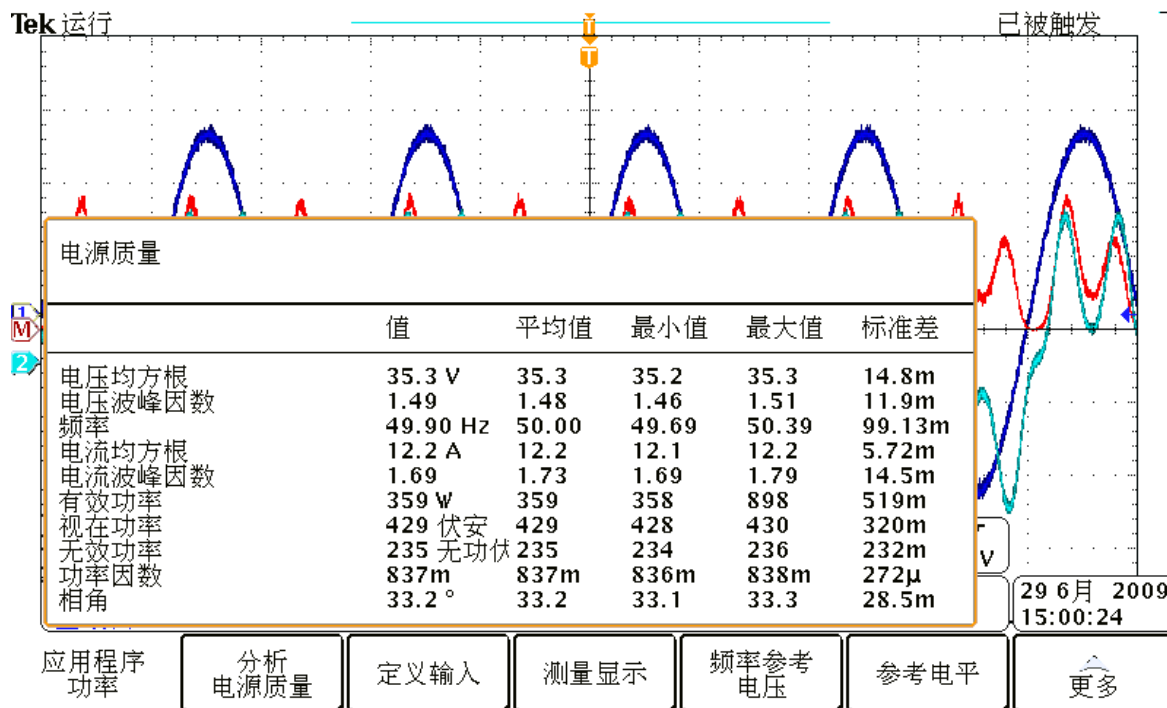 Tek 运行 已被触发
T
T
电源质量
值 平均值 最小值 最大值 标准差
1
M
2
电压均方根 35.3 V 35.3 35.2 35.3 14.8m
电压波峰因数 1.49 1.48 1.46 1.51 11.9m
频率 49.90 Hz 50.00 49.69 50.39 99.13m
电流均方根 12.2 A 12.2 12.1 12.2 5.72m
电流波峰因数 1.69 1.73 1.69 1.79 14.5m
有效功率 359 W 359 358 898 519m
视在功率 429 伏安 429 428 430 320m
无效功率 235 无功伏 235 234 236 232m
功率因数 837m 837m 836m 838m 272µ
相角 33.2 ° 33.2 33.1 33.3 28.5m
V
29 6月 2009
15:00:24
应用程序
功率
分析
电源质量
定义输入
测量显示
频率参考
电压
参考电平
更多